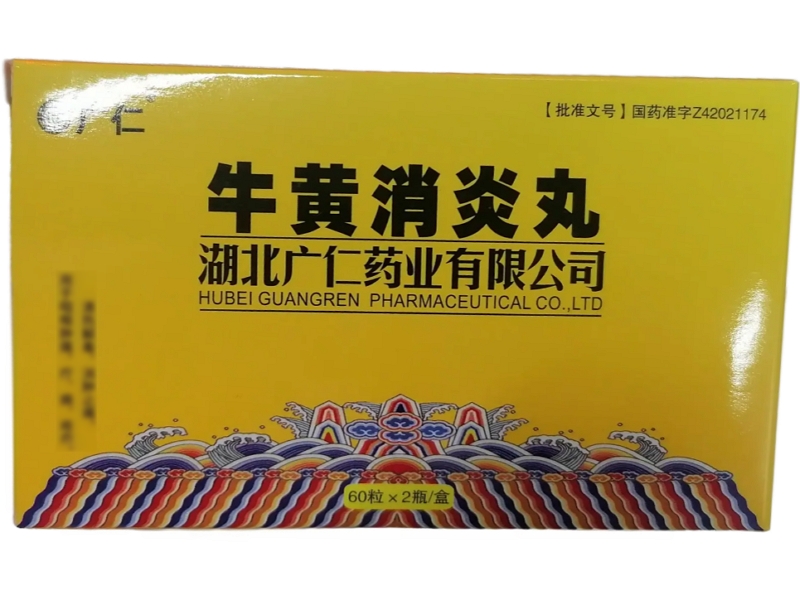 广仁
【批准文号】国药准字Z42021174
牛黄消炎丸
湖北广仁药业有限公司
HUBEI GUANGREN PHARMACEUTICAL CO.,LTD
60粒×2瓶/盒